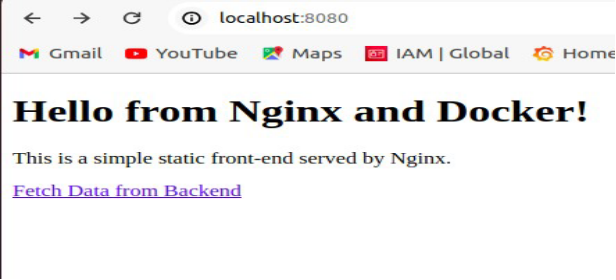 localhost:8080
Gmail YouTube Maps IAM | Global Home
Hello from Nginx and Docker!
This is a simple static front-end served by Nginx.
Fetch Data from Backend